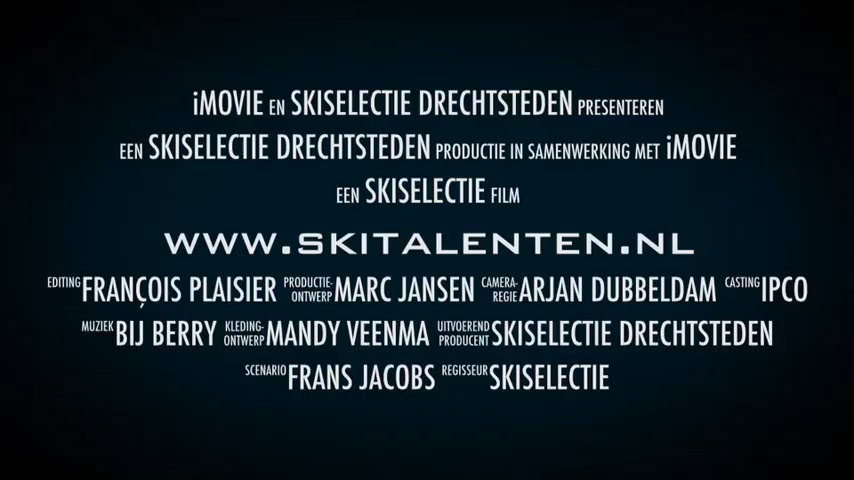 iMOVIE EN SKISELECTIE DRECHTSTEDEN PRESENTEREN
EEN SKISELECTIE DRECHTSTEDEN PRODUCTIE IN SAMENWERKING MET iMOVIE
EEN SKISELECTIE FILM
WWW.SKITALENTEN.NL
EDITING FRANÇOIS PLAISIER PRODUCTIE-ONTWERP MARC JANSEN CAMERA-REGIE ARJAN DUBBELDAM CASTING IPCO
MUZIEK BIJ BERRY KLEDING-ONTWERP MANDY VEENMA UITVOEREND PRODUCENT SKISELECTIE DRECHTSTEDEN
SCENARIO FRANS JACOBS REGISSEUR SKISELECTIE